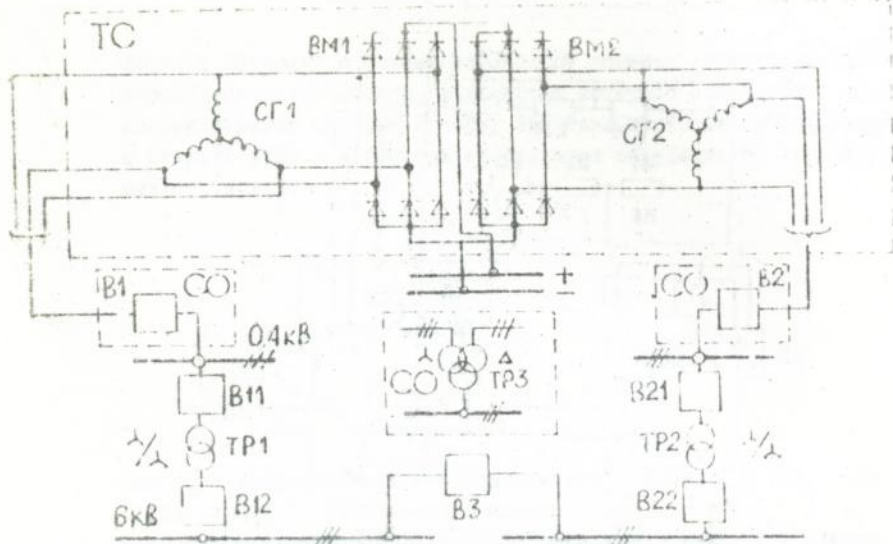 ТС
ВМ1
ВМ2
СГ1
СГ2
В1
СО
+
-
СО
В2
0.4кВ
Δ
СО
ТР3
В11
В21
ТР1
ТР2
В12
В3
В22
6кВ